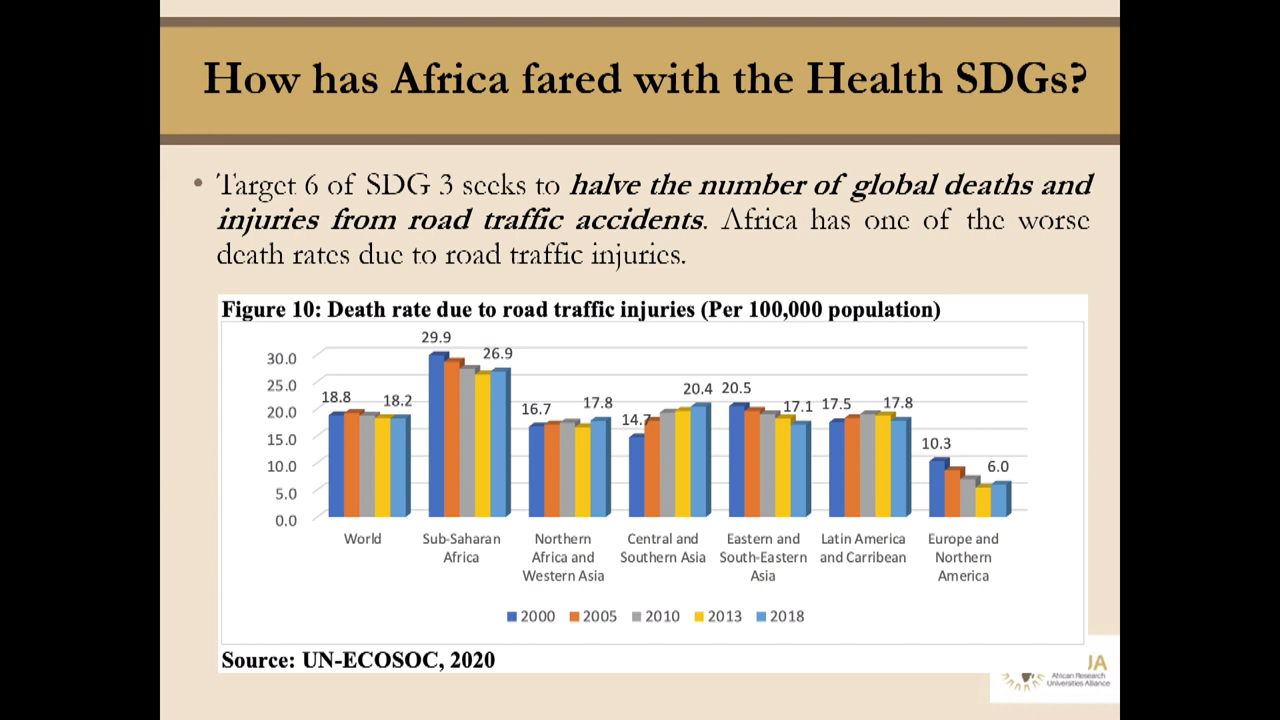 How has Africa fared with the Health SDGs?
• Target 6 of SDG 3 seeks to halve the number of global deaths and
injuries from road traffic accidents. Africa has one of the worse
death rates due to road traffic injuries.
Figure 10: Death rate due to road traffic injuries (Per 100,000 population)
30.0
25.0
20.0
15.0
10.0
5.0
0.0
18.8 18.2
29.9 26.9
16.7 17.8
14.7 20.4
20.5 17.1
17.5 17.8
10.3 6.0
World
Sub-Saharan
Africa
Northern
Africa and
Western Asia
Central and
Southern Asia
Eastern and
South-Eastern
Asia
Latin America
and Carribean
Europe and
Northern
America
2000 2005 2010 2013 2018
Source: UN-ECOSOC, 2020
UA
African Research
Universities Alliance